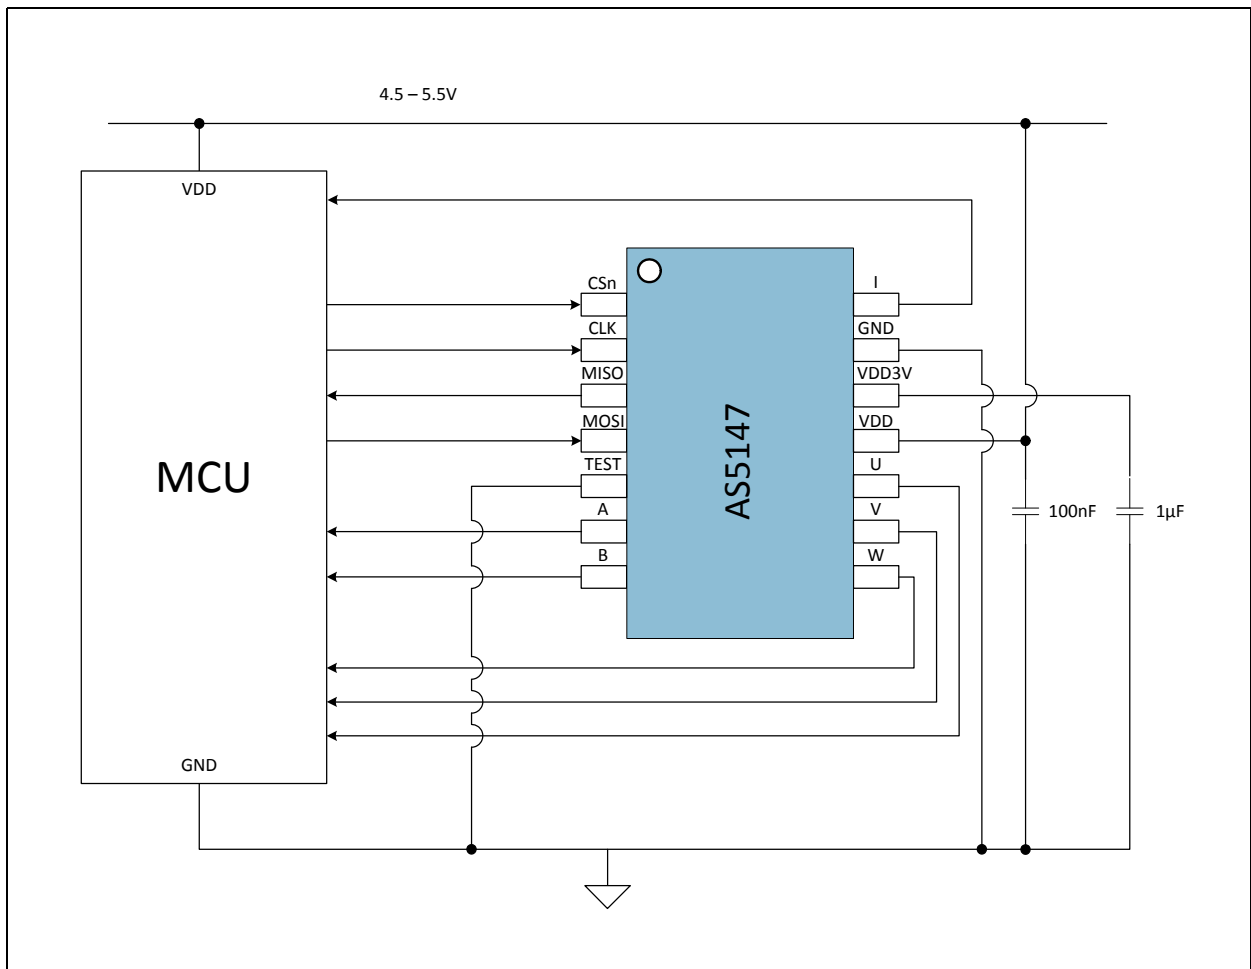 4.5 – 5.5V
VDD
CSn
CLK
MISO
MOSI
TEST
A
B
MCU
AS5147
I
GND
VDD3V
VDD
U
V
W
100nF
1µF
GND